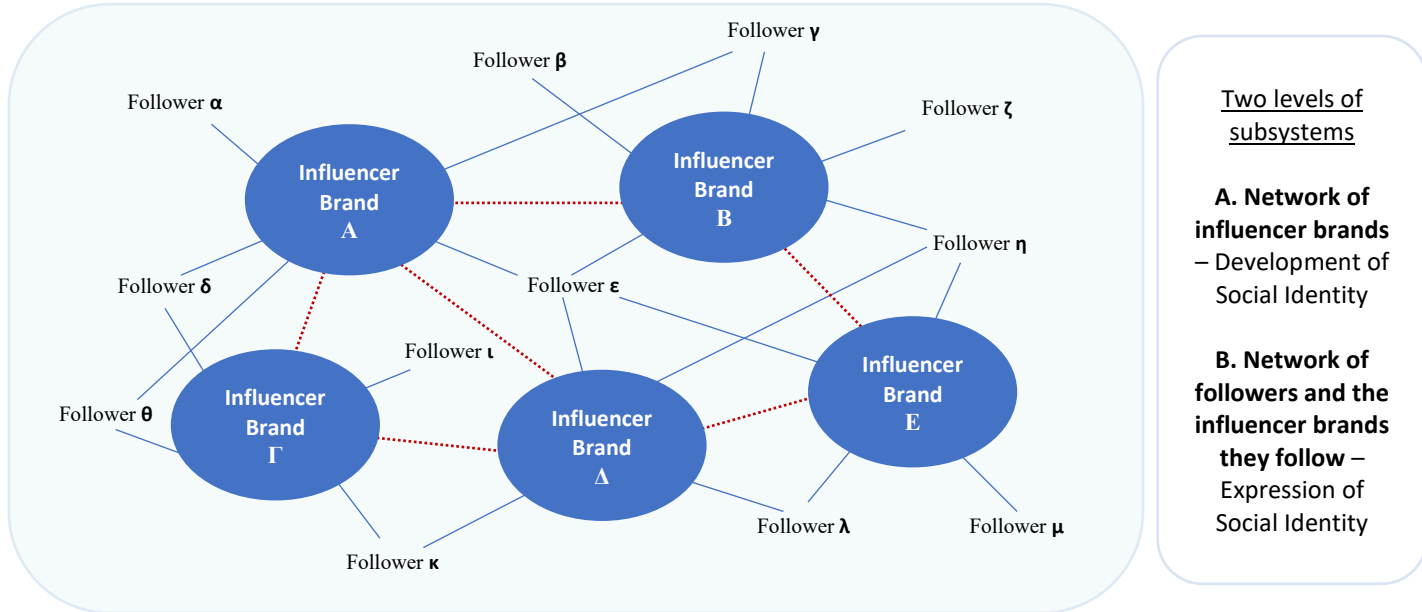 Follower γ
Follower β
Follower α
Follower ζ
Influencer
Brand
A
Influencer
Brand
B
Follower η
Follower δ
Follower ε
Follower ι
Follower θ
Influencer
Brand
Γ
Influencer
Brand
Δ
Influencer
Brand
E
Follower λ
Follower μ
Follower κ
Two levels of
subsystems
A. Network of
influencer brands
– Development of
Social Identity
B. Network of
followers and the
influencer brands
they follow –
Expression of
Social Identity